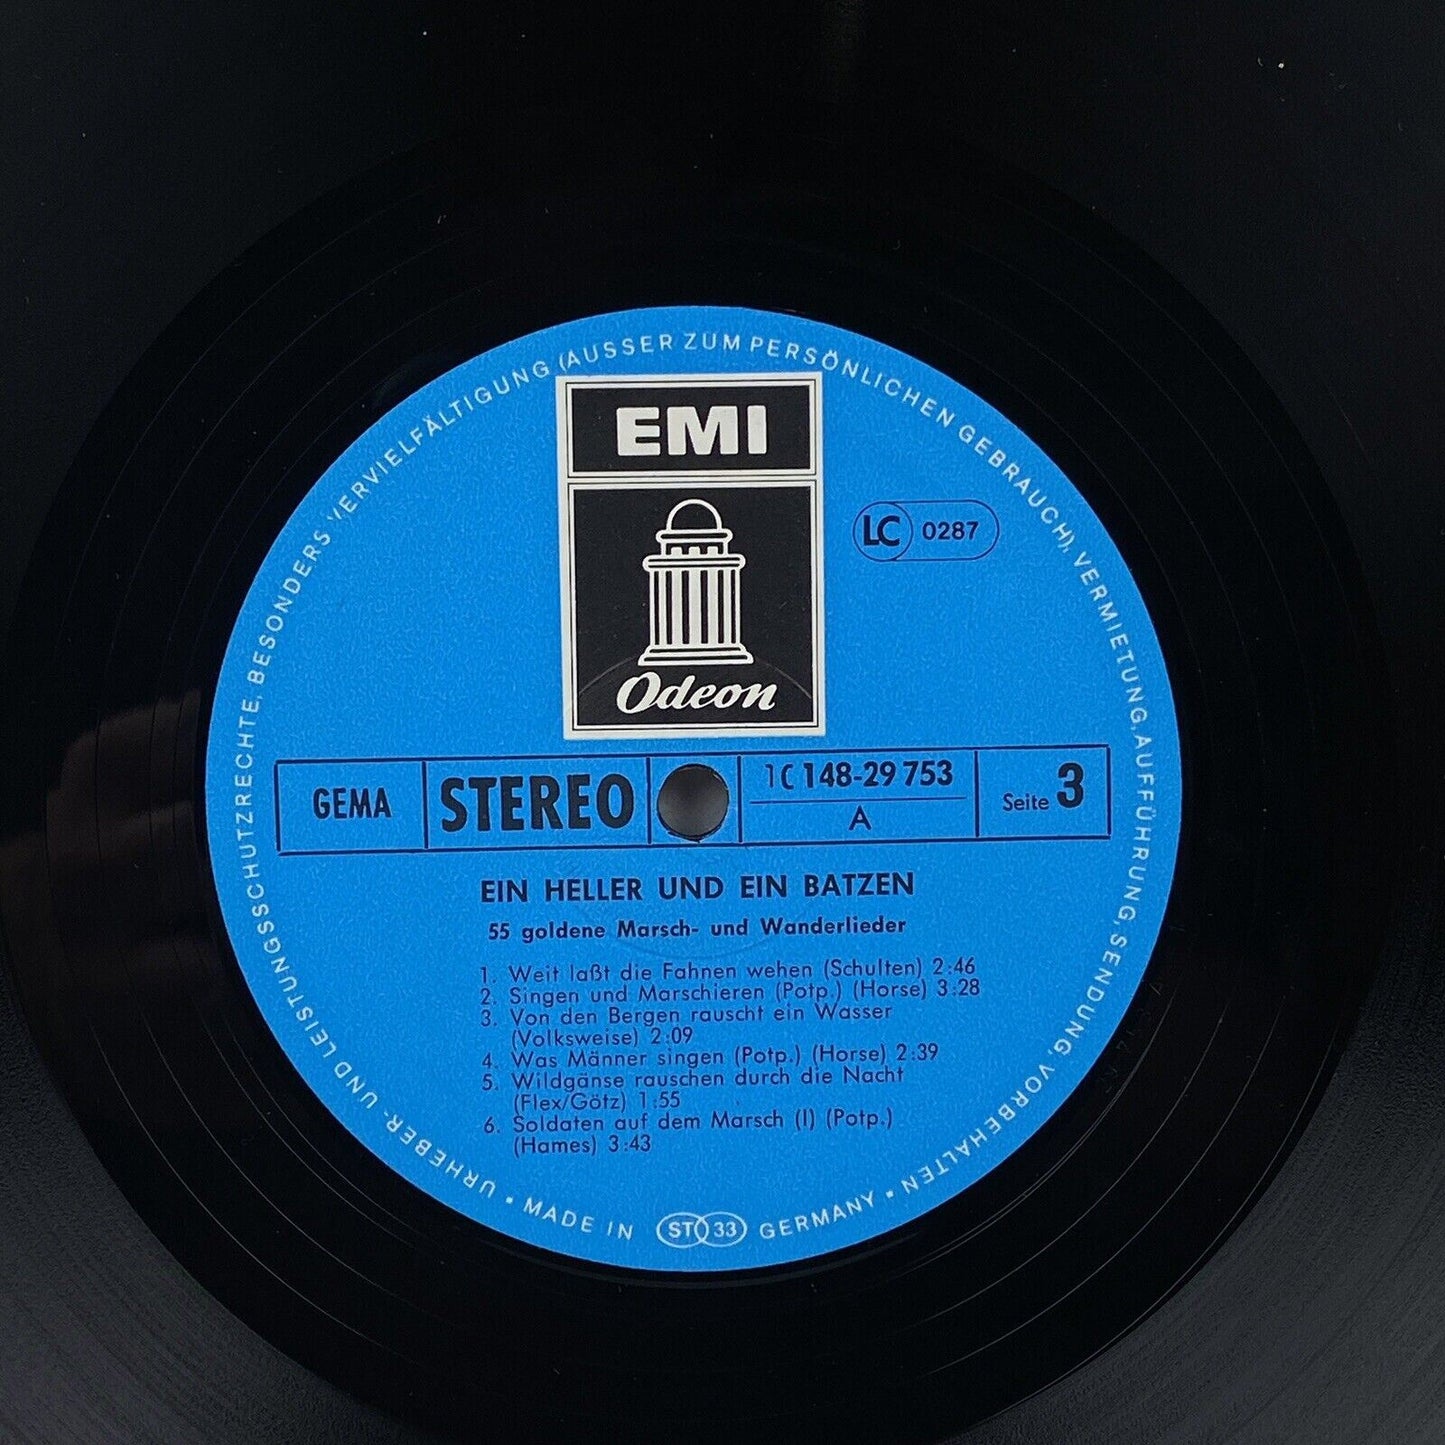 URHEBER- UND LEISTUNGSSCHUTZRECHTE, BESONDERS VERVIELFÄLTIGUNG (AUSSER ZUM PERSÖNLICHEN GEBRAUCH), VERMIETUNG, AUFFÜHRUNG, SENDUNG, VORBEHALTEN •
EMI
Odeon
LC 0287
GEMA
STEREO
1C 148-29 753
A
Seite 3
EIN HELLER UND EIN BATZEN
55 goldene Marsch- und Wanderlieder
1. Weit laßt die Fahnen wehen (Schulten) 2:46
2. Singen und Marschieren (Potp.) (Horse) 3:28
3. Von den Bergen rauscht ein Wasser
(Volksweise) 2:09
4. Was Männer singen (Potp.) (Horse) 2:39
5. Wildgänse rauschen durch die Nacht
(Flex/Götz) 1:55
6. Soldaten auf dem Marsch (I) (Potp.)
(Hames) 3:43
• MADE IN ST 33 GERMANY